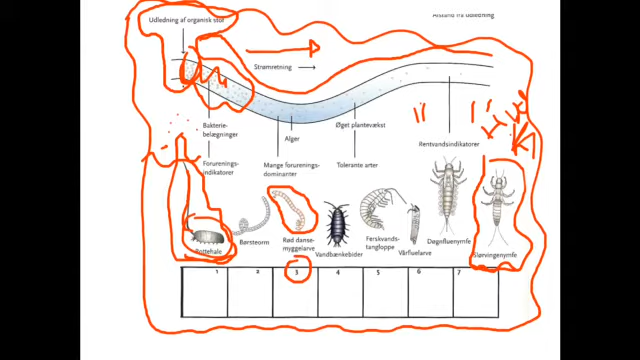 Udledning af organisk stof
Afstand fra udledning
Strømretning
Bakterie-
belægninger
Alger
Øget plantevækst
Rentvandsindikatorer
Forurenings-
indikatorer
Mange forurenings-
dominanter
Tolerante arter
Rottehale
Børsteorm
Rød danse-
myggelarve
Vandbænkebider
Ferskvands-
tangloppe
Vårfluelarve
Døgnfluenymfe
Slørvingenymfe
1 2 3 4 5 6 7